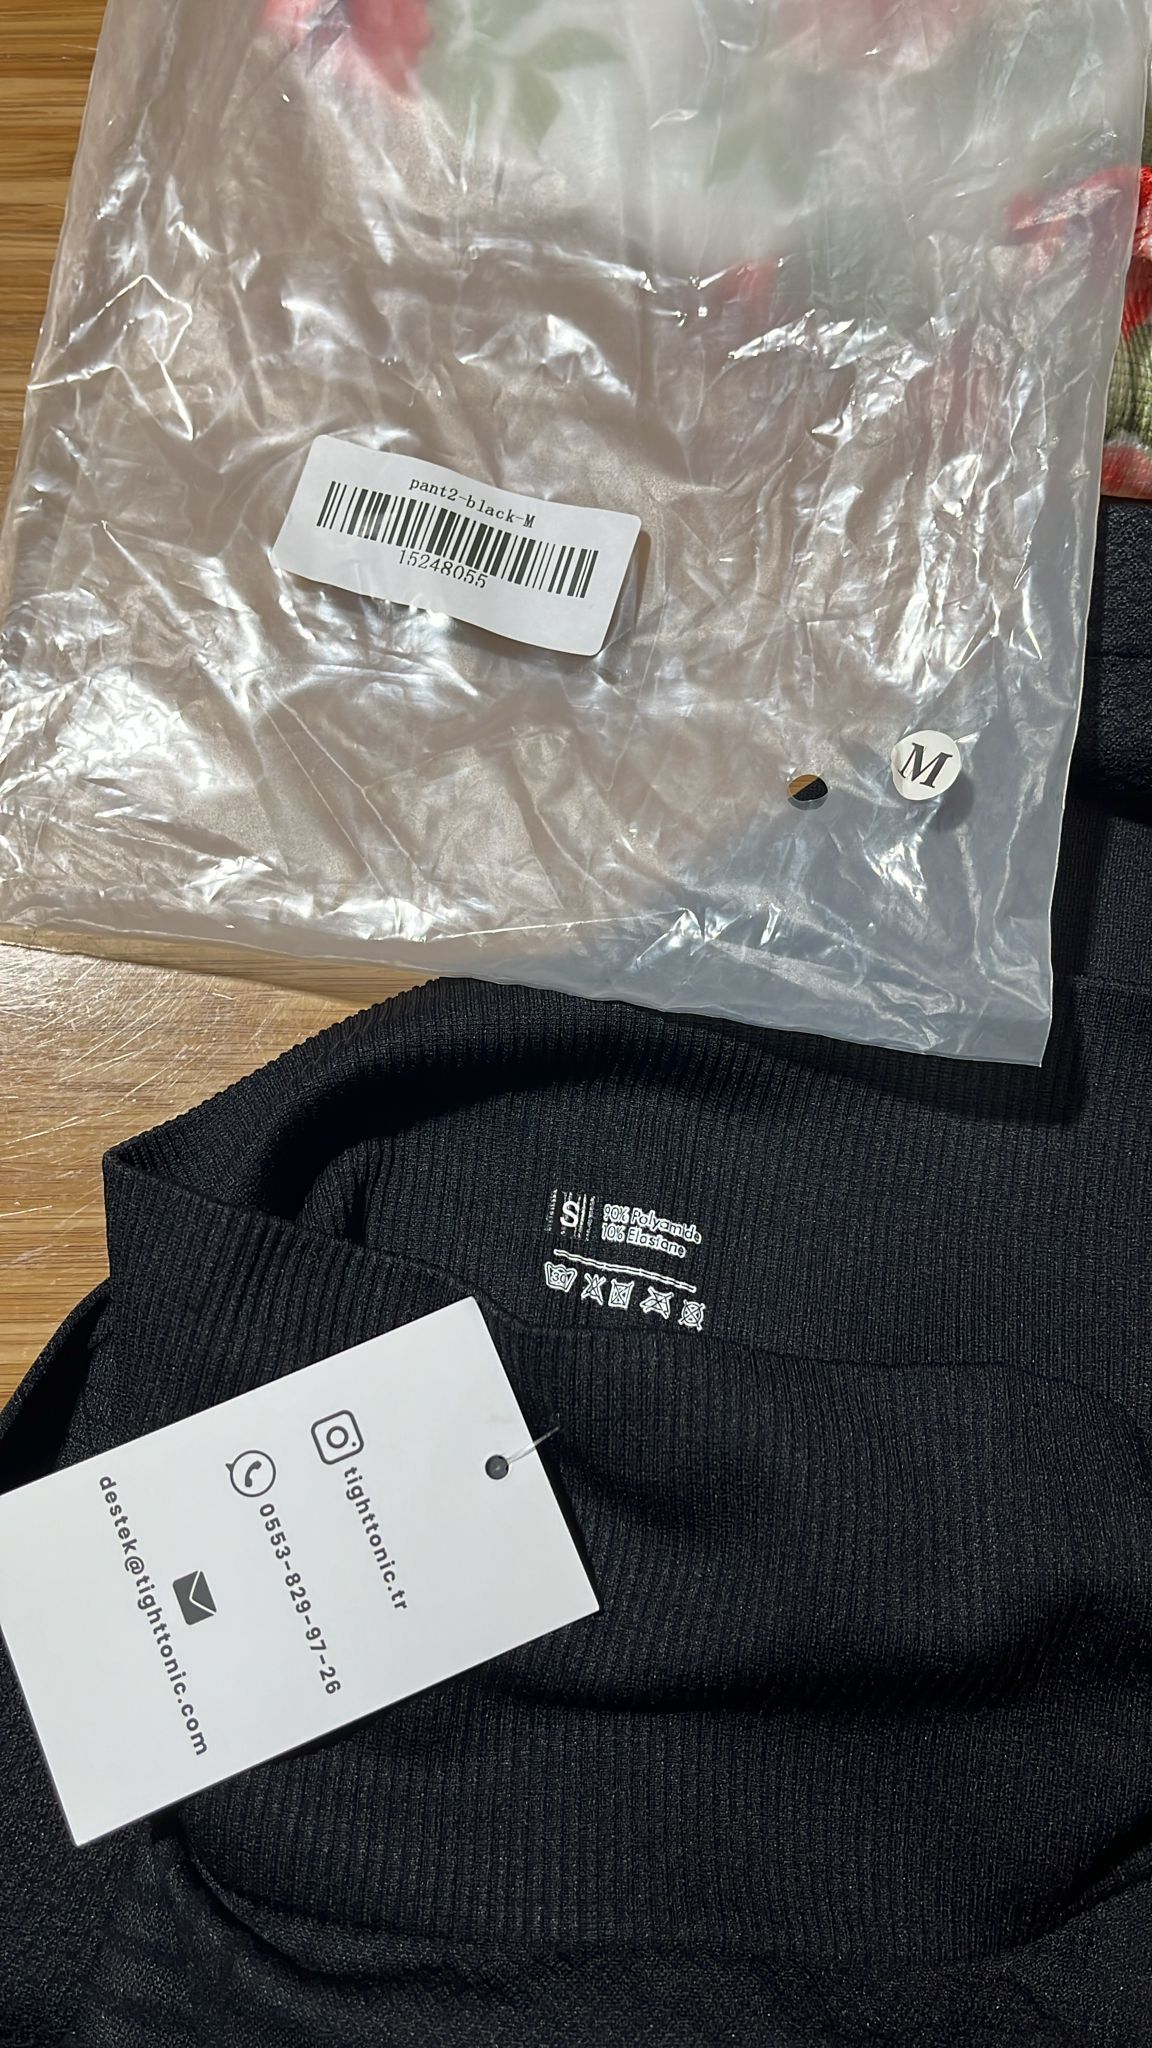 pant2-black-M
15248055
M
S
90% Polyamide
10% Elastane
30
tighttonic.tr
0553-829-97-26
destek@tighttonic.com